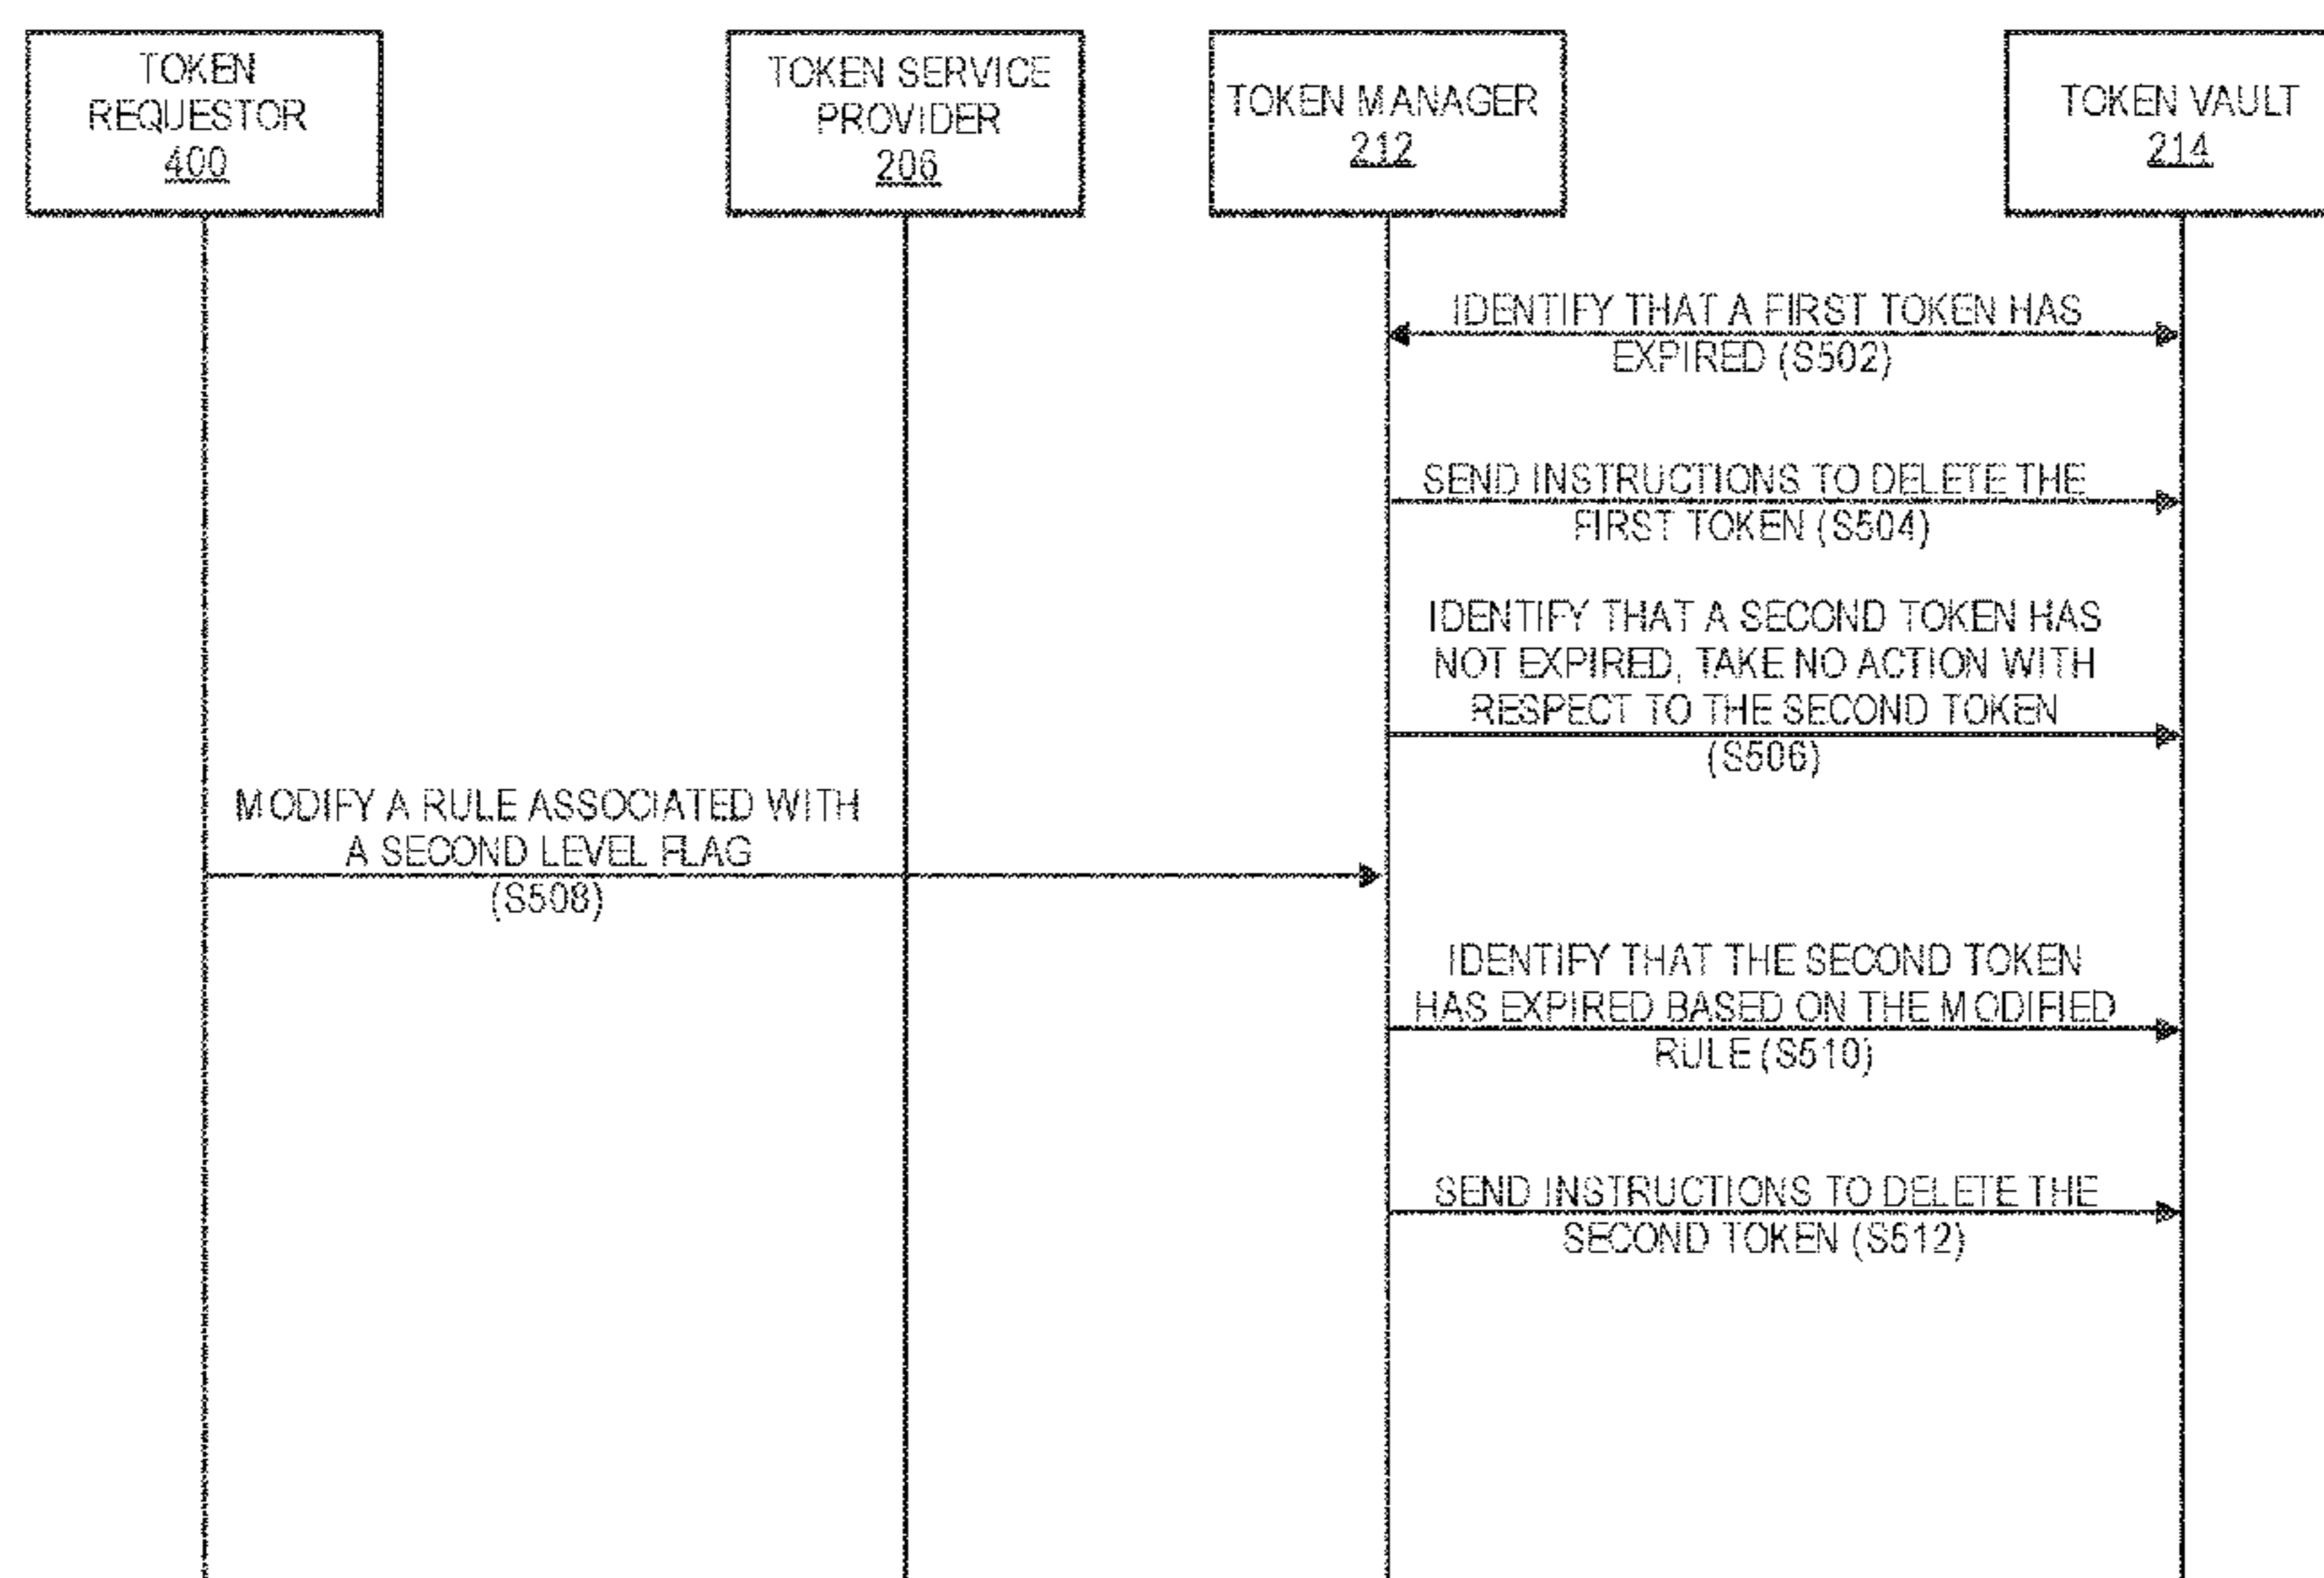 TOKEN
REQUESTOR
400
TOKEN SERVICE
PROVIDER
206
TOKEN MANAGER
212
TOKEN VAULT
214
IDENTIFY THAT A FIRST TOKEN HAS
EXPIRED (S502)
SEND INSTRUCTIONS TO DELETE THE
FIRST TOKEN (S504)
IDENTIFY THAT A SECOND TOKEN HAS
NOT EXPIRED, TAKE NO ACTION WITH
RESPECT TO THE SECOND TOKEN
(S506)
MODIFY A RULE ASSOCIATED WITH
A SECOND LEVEL FLAG
(S508)
IDENTIFY THAT THE SECOND TOKEN
HAS EXPIRED BASED ON THE MODIFIED
RULE (S510)
SEND INSTRUCTIONS TO DELETE THE
SECOND TOKEN (S512)